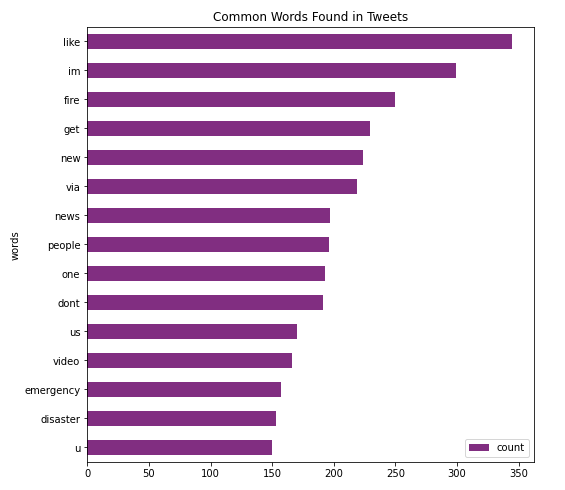 Common Words Found in Tweets
words
like
im
fire
get
new
via
news
people
one
dont
us
video
emergency
disaster
u
count
0 50 100 150 200 250 300 350